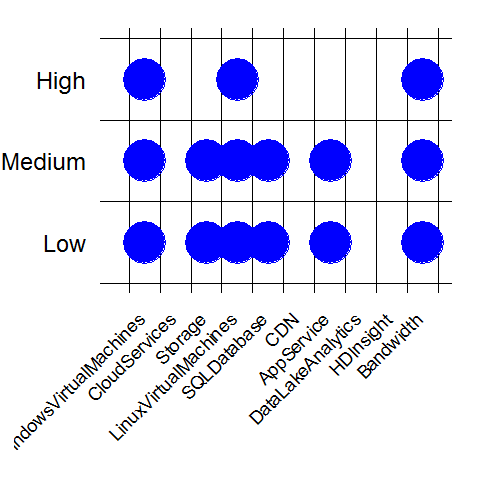 High
Medium
Low
ndowsVirtualMachines
CloudServices
Storage
LinuxVirtualMachines
SQLDatabase
CDN
AppService
DataLakeAnalytics
HDInsight
Bandwidth